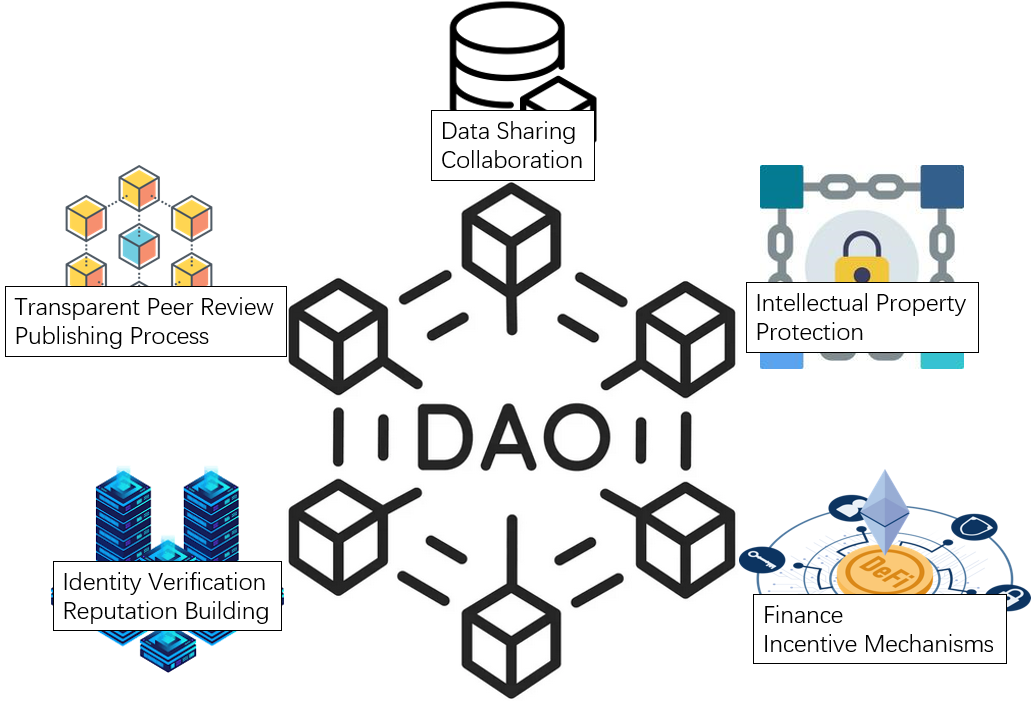 Data Sharing
Collaboration
Transparent Peer Review
Publishing Process
Intellectual Property
Protection
DAO
Identity Verification
Reputation Building
DeFi
Finance
Incentive Mechanisms